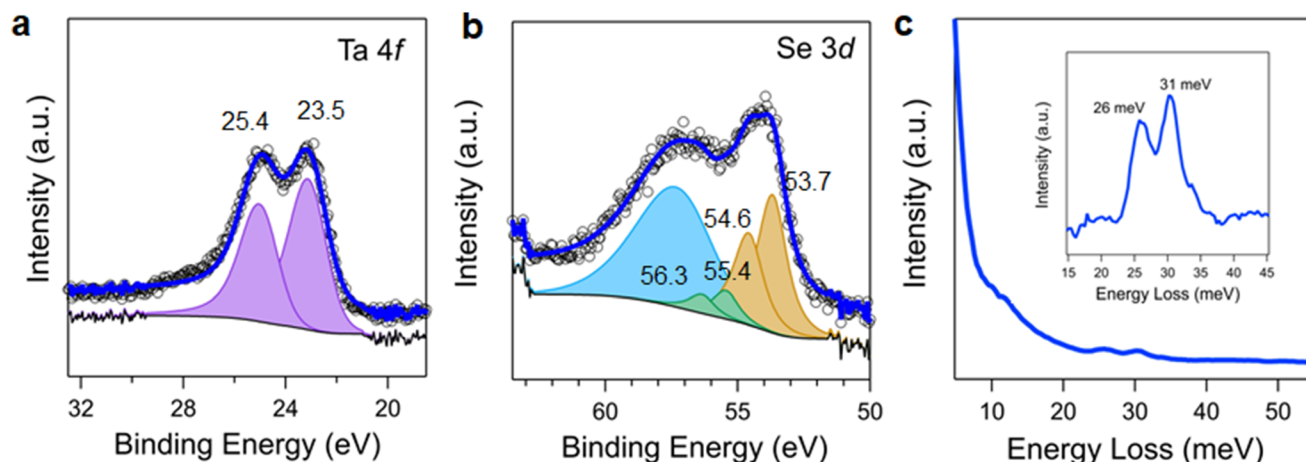 a
Ta 4f
25.4
23.5
Intensity (a.u.)
32
28
24
20
Binding Energy (eV)
b
Se 3d
53.7
54.6
56.3
55.4
Intensity (a.u.)
60
55
50
Binding Energy (eV)
c
Intensity (a.u.)
26 meV
31 meV
Intensity (a.u.)
15 20 25 30 35 40 45
Energy Loss (meV)
10
20
30
40
50
Energy Loss (meV)